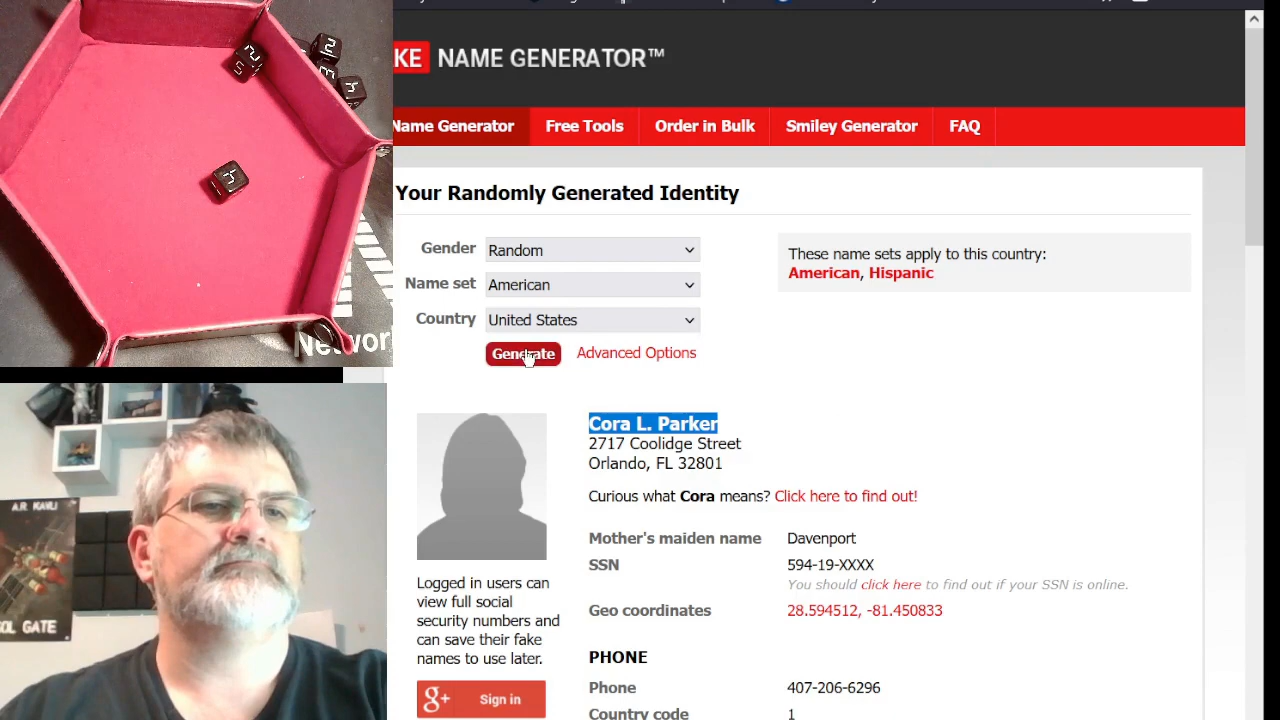 KE NAME GENERATOR™
Name Generator Free Tools Order in Bulk Smiley Generator FAQ
Your Randomly Generated Identity
Gender Random
Name set American
Country United States
Generate Advanced Options
These name sets apply to this country:
American, Hispanic
Cora L. Parker
2717 Coolidge Street
Orlando, FL 32801
Curious what Cora means? Click here to find out!
Mother's maiden name Davenport
SSN 594-19-XXXX
You should click here to find out if your SSN is online.
Geo coordinates 28.594512, -81.450833
PHONE
Phone 407-206-6296
Country code 1
Logged in users can
view full social
security numbers and
can save their fake
names to use later.
g+ Sign in
Networ
A.R. KAVLI
SOL GATE